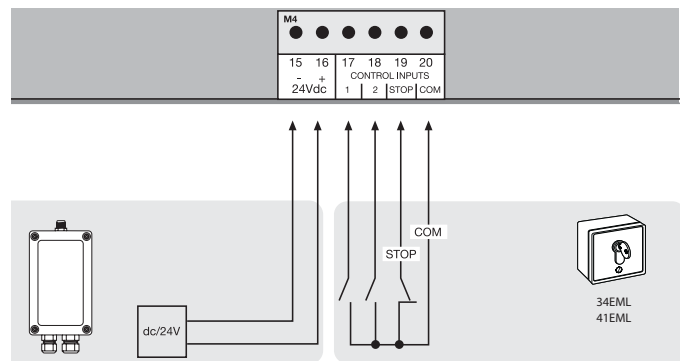 M4
15 16 17 18 19 20
- + CONTROL INPUTS
24Vdc 1 2 STOP COM
COM
STOP
dc/24V
34EML
41EML